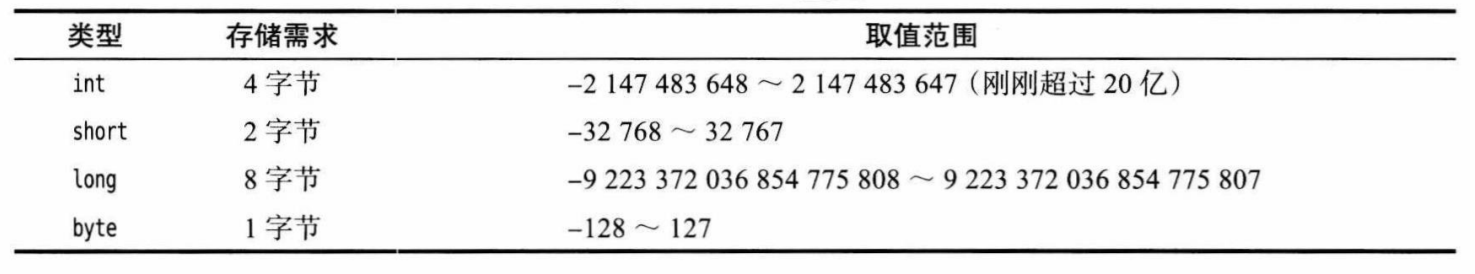 类型 存储需求 取值范围
int 4 字节 –2 147 483 648 ～ 2 147 483 647 (刚刚超过 20 亿)
short 2 字节 –32 768 ～ 32 767
long 8 字节 –9 223 372 036 854 775 808 ～ 9 223 372 036 854 775 807
byte 1 字节 –128 ～ 127